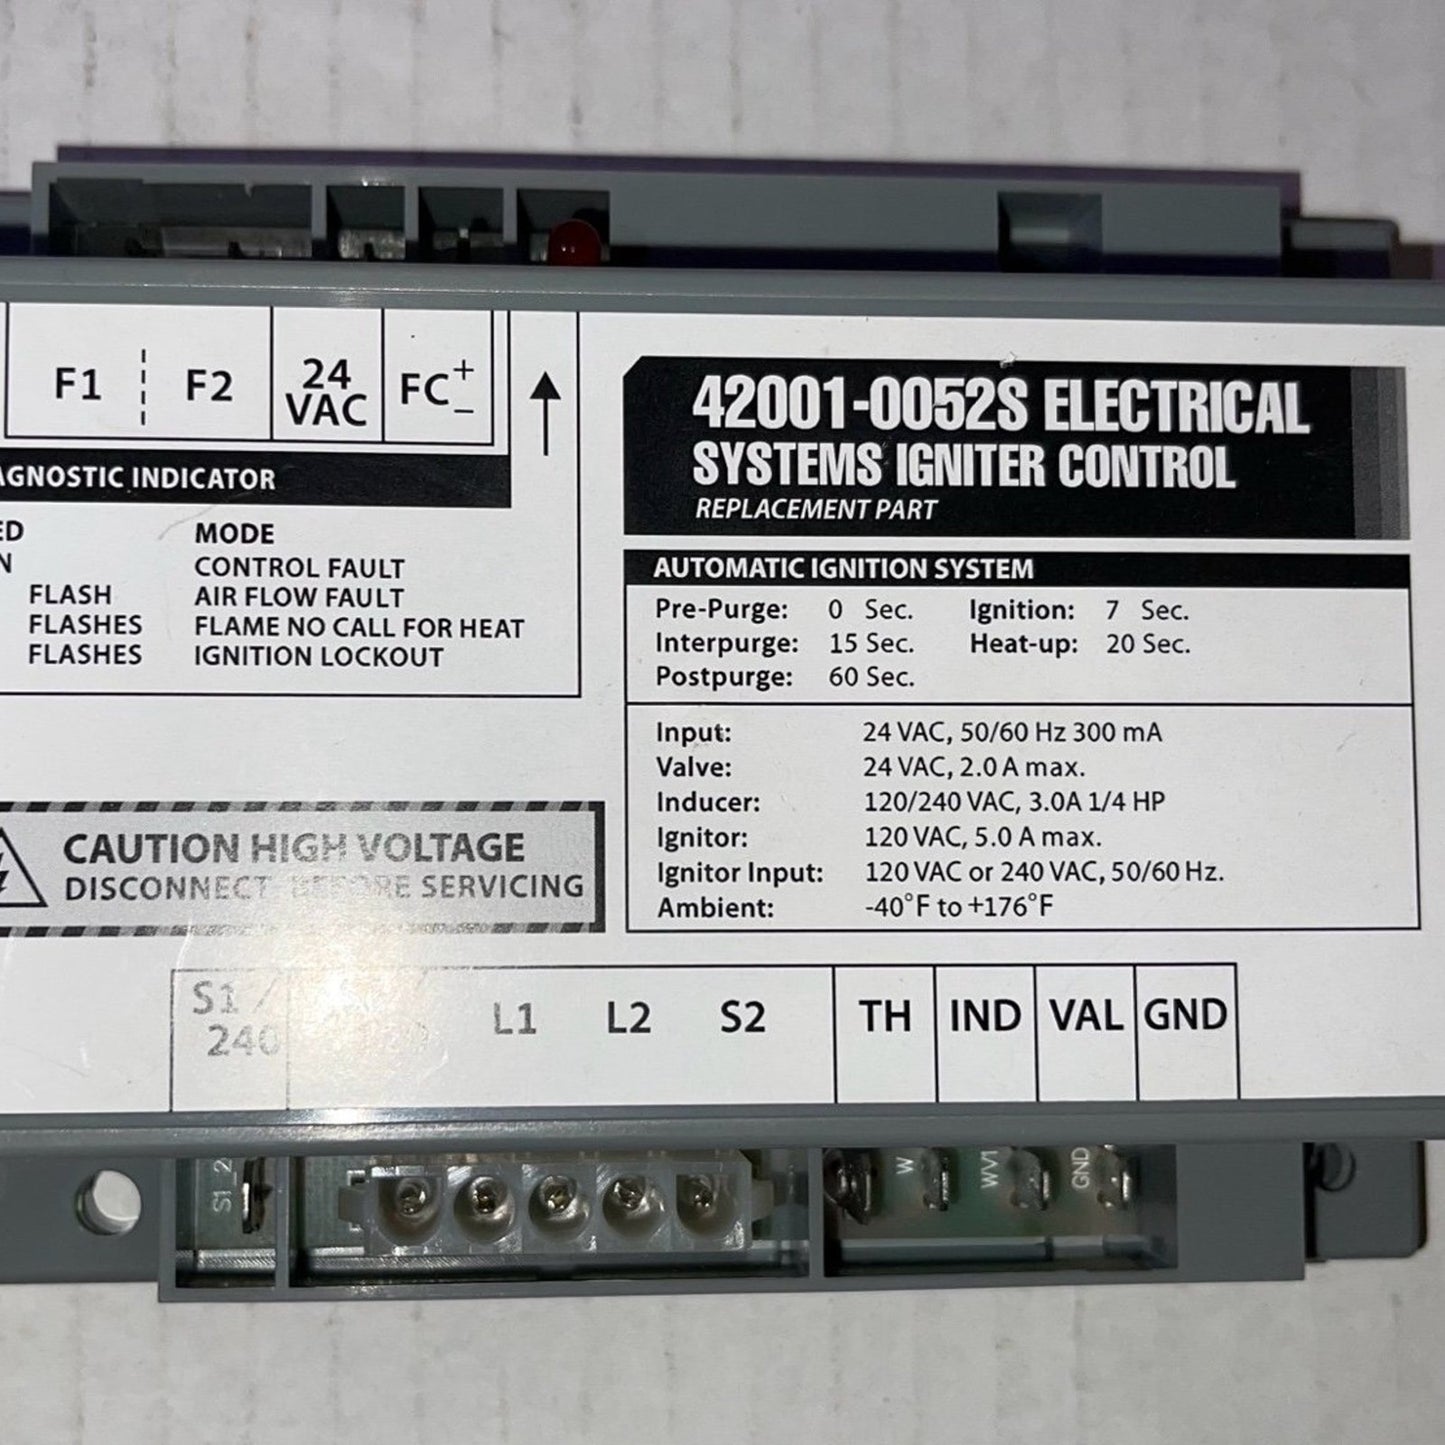 F1 F2 24 VAC FC + −
AGNOSTIC INDICATOR
ED MODE
N CONTROL FAULT
FLASH AIR FLOW FAULT
FLASHES FLAME NO CALL FOR HEAT
FLASHES IGNITION LOCKOUT
42001-0052S ELECTRICAL
SYSTEMS IGNITER CONTROL
REPLACEMENT PART
AUTOMATIC IGNITION SYSTEM
Pre-Purge: 0 Sec. Ignition: 7 Sec.
Interpurge: 15 Sec. Heat-up: 20 Sec.
Postpurge: 60 Sec.
Input: 24 VAC, 50/60 Hz 300 mA
Valve: 24 VAC, 2.0 A max.
Inducer: 120/240 VAC, 3.0A 1/4 HP
Ignitor: 120 VAC, 5.0 A max.
Ignitor Input: 120 VAC or 240 VAC, 50/60 Hz.
Ambient: -40°F to +176°F
CAUTION HIGH VOLTAGE
DISCONNECT BEFORE SERVICING
S1 / 240 L1 L2 S2 TH IND VAL GND
S1_2 W WV1 GND